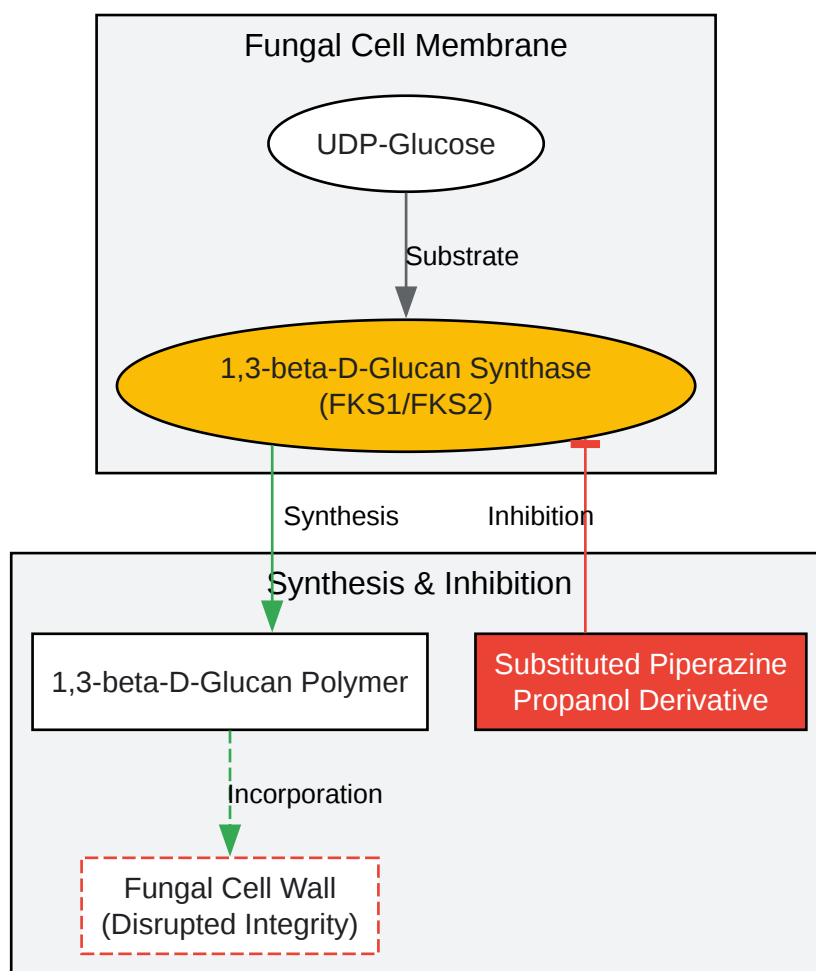 Fungal Cell Membrane
UDP-Glucose
Substrate
1,3-beta-D-Glucan Synthase
(FKS1/FKS2)
Synthesis
Inhibition
Synthesis & Inhibition
1,3-beta-D-Glucan Polymer
Substituted Piperazine
Propanol Derivative
Incorporation
Fungal Cell Wall
(Disrupted Integrity)